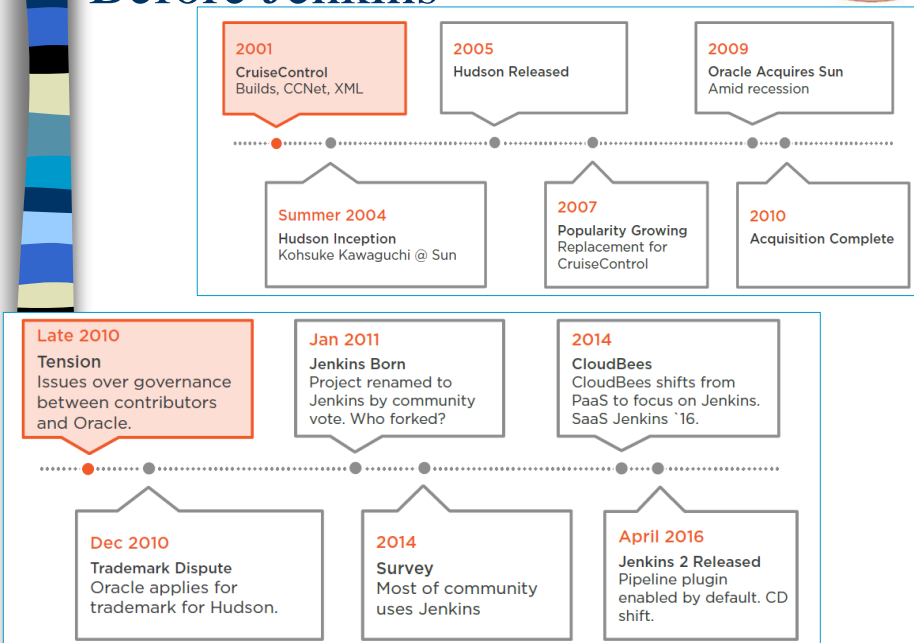 Before Jenkins
2001
CruiseControl
Builds, CCNet, XML
2005
Hudson Released
2009
Oracle Acquires Sun
Amid recession
Summer 2004
Hudson Inception
Kohsuke Kawaguchi @ Sun
2007
Popularity Growing
Replacement for
CruiseControl
2010
Acquisition Complete
Late 2010
Tension
Issues over governance
between contributors
and Oracle.
Jan 2011
Jenkins Born
Project renamed to
Jenkins by community
vote. Who forked?
2014
CloudBees
CloudBees shifts from
PaaS to focus on Jenkins.
SaaS Jenkins `16.
Dec 2010
Trademark Dispute
Oracle applies for
trademark for Hudson.
2014
Survey
Most of community
uses Jenkins
April 2016
Jenkins 2 Released
Pipeline plugin
enabled by default. CD
shift.